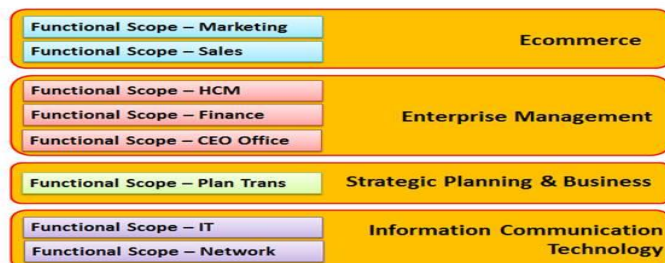 Functional Scope – Marketing
Functional Scope – Sales
Ecommerce
Functional Scope – HCM
Functional Scope – Finance
Functional Scope – CEO Office
Enterprise Management
Functional Scope – Plan Trans
Strategic Planning & Business
Functional Scope – IT
Functional Scope – Network
Information Communication
Technology